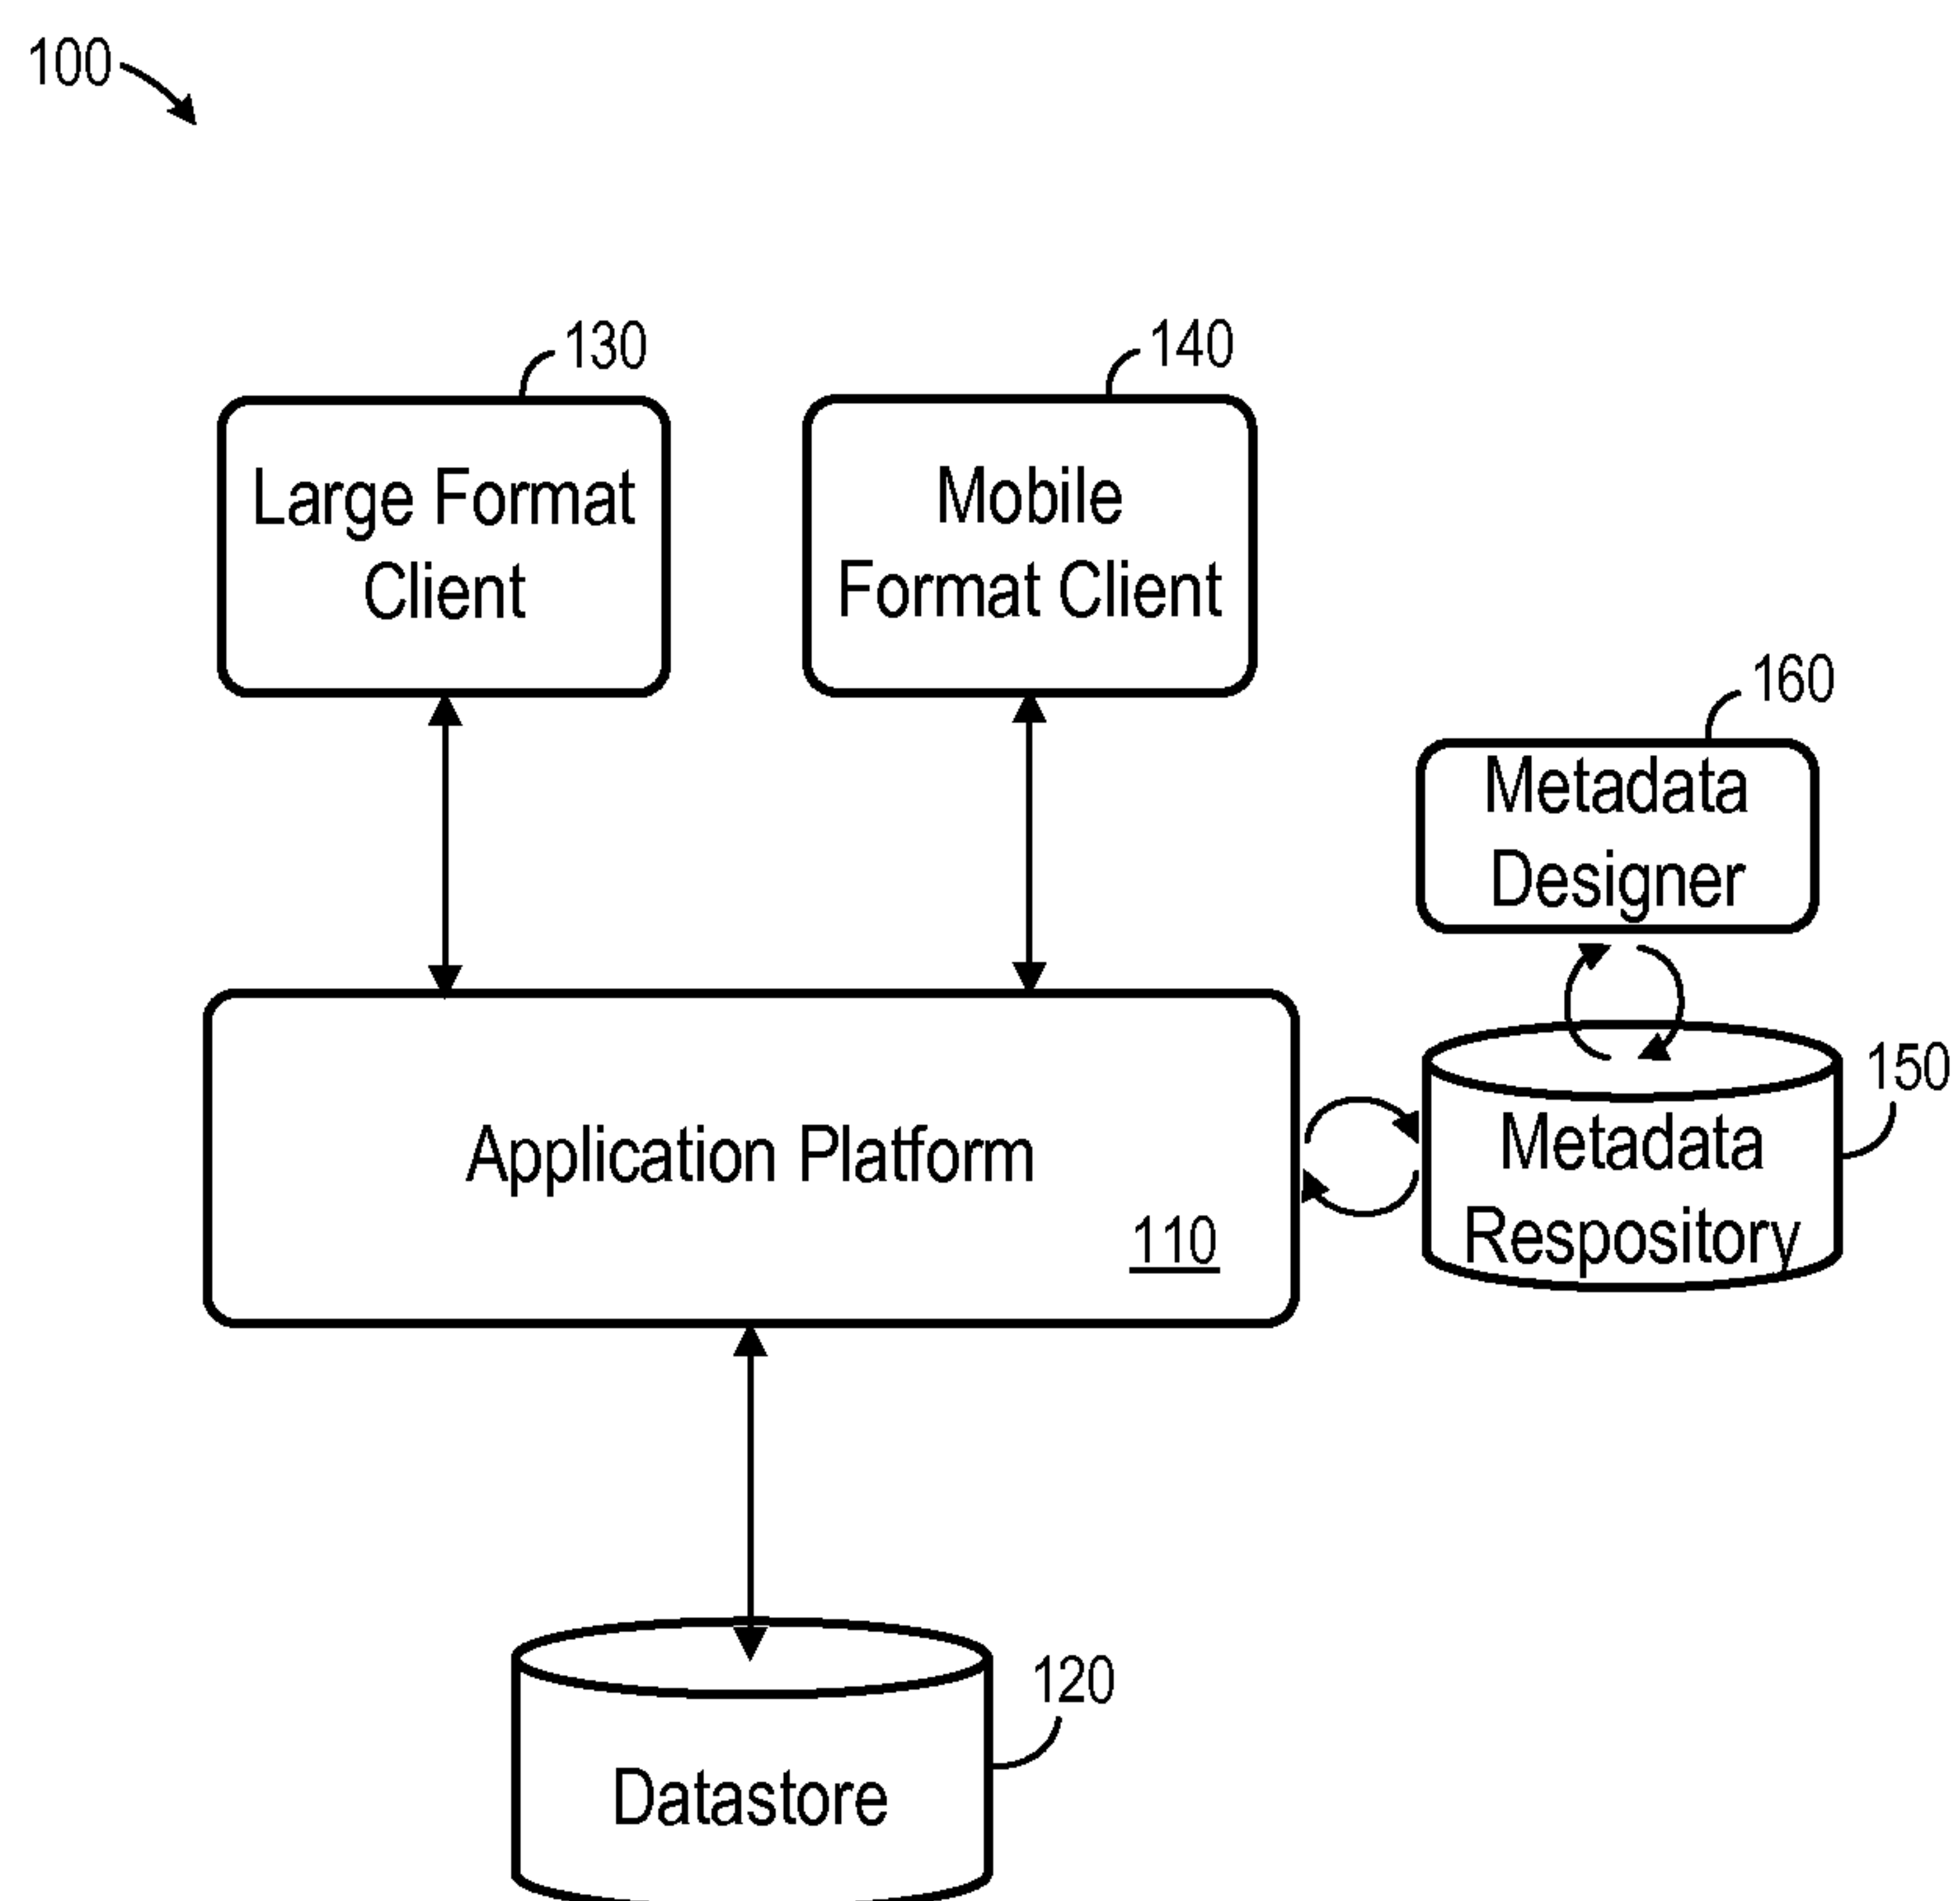 100
130
140
Large Format
Client
Mobile
Format Client
160
Metadata
Designer
150
Metadata
Respository
Application Platform
110
120
Datastore